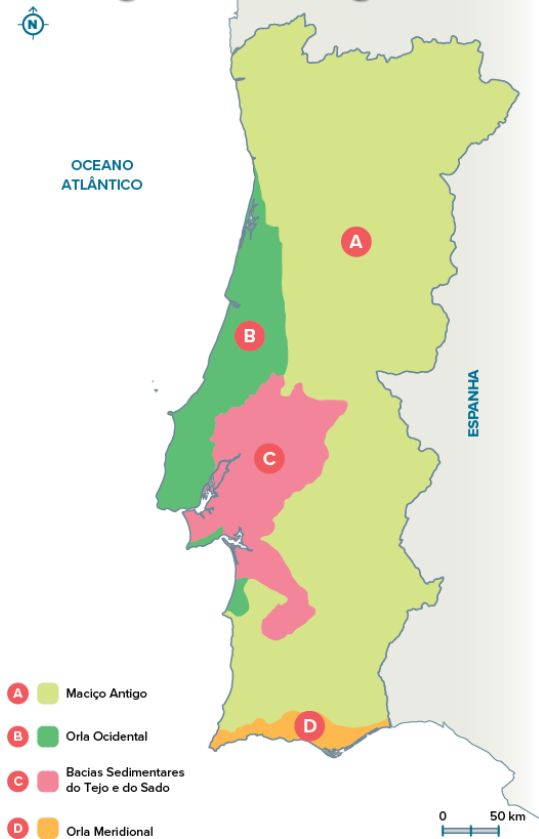 N
OCEANO
ATLÂNTICO
A
B
ESPANHA
C
D
A Maciço Antigo
B Orla Ocidental
C Bacias Sedimentares
do Tejo e do Sado
D Orla Meridional
0 50 km